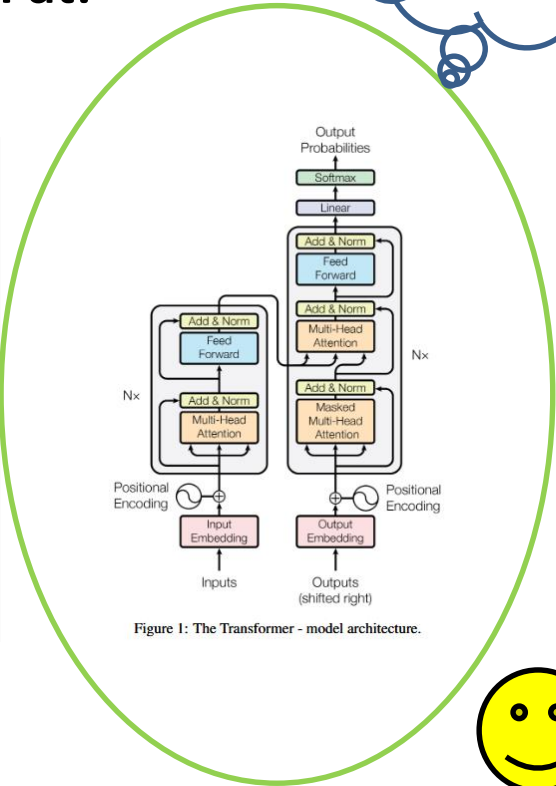 Output
Probabilities
Softmax
Linear
Add & Norm
Feed
Forward
Add & Norm
Multi-Head
Attention
Add & Norm
Masked
Multi-Head
Attention
Nx
Add & Norm
Feed
Forward
Add & Norm
Multi-Head
Attention
Nx
Positional
Encoding
Positional
Encoding
Input
Embedding
Output
Embedding
Inputs
Outputs
(shifted right)
Figure 1: The Transformer - model architecture.